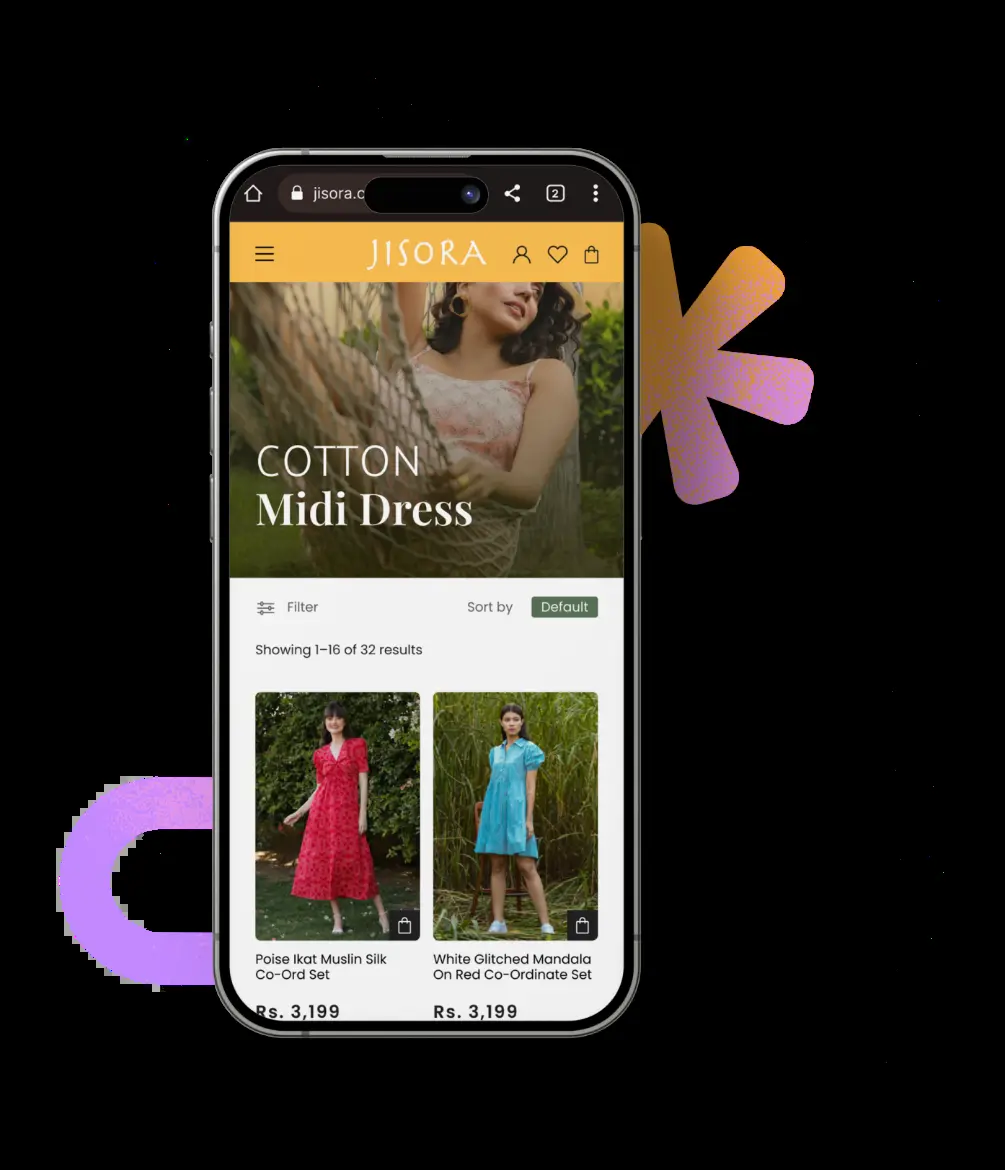 jisora.c
2
JISORA
COTTON
Midi Dress
Filter
Sort by
Default
Showing 1–16 of 32 results
Poise Ikat Muslin Silk
Co-Ord Set
Rs. 3,199
White Glitched Mandala
On Red Co-Ordinate Set
Rs. 3,199